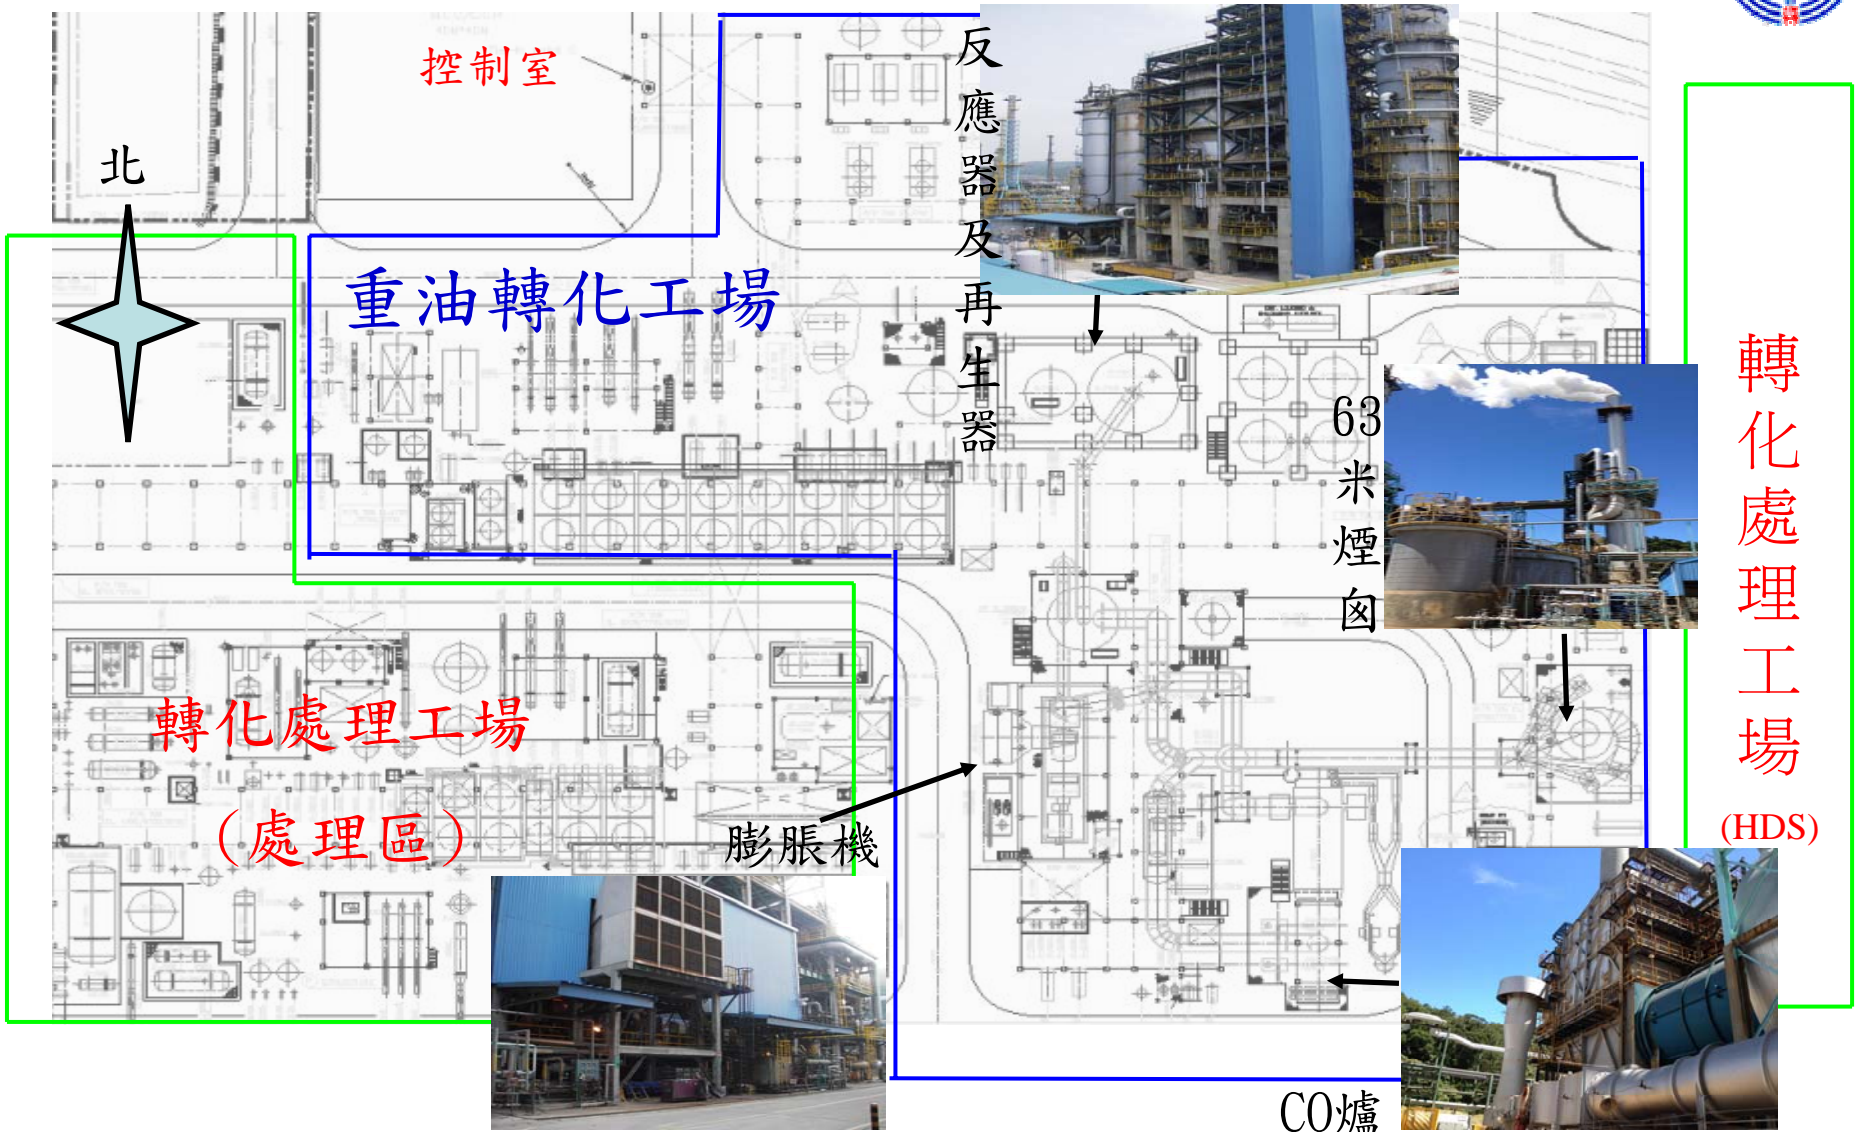 控制室
北
反應器及再生器
重油轉化工場
63米煙囪
轉化處理工場
(HDS)
轉化處理工場
(處理區)
膨脹機
CO爐